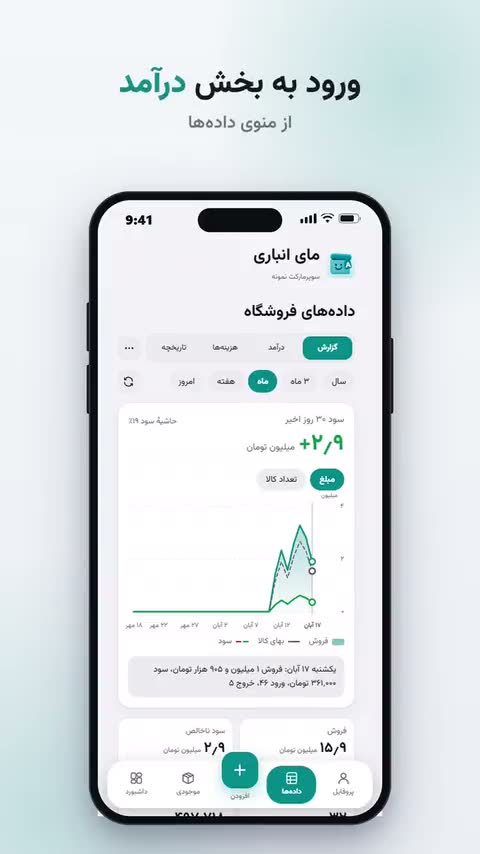 ورود به بخش درآمد
از منوی داده‌ها
9:41
مای انباری
سوپرمارکت نمونه
داده‌های فروشگاه
گزارش درآمد هزینه‌ها تاریخچه
سال ۳ ماه ماه هفته امروز
سود ۳۰ روز اخیر حاشیهٔ سود ۱۹٪
+۲٫۹ میلیون تومان
مبلغ تعداد کالا
میلیون
۴
۲
۰
۱۸ مهر ۲۲ مهر ۲۷ مهر ۲ آبان ۷ آبان ۱۲ آبان ۱۷ آبان
فروش بهای کالا سود
یکشنبه ۱۷ آبان: فروش ۱ میلیون و ۹۰۵ هزار تومان، سود
۳۶۱٬۰۰۰ تومان، ورود ۴۶، خروج ۵
فروش سود ناخالص
۱۵٫۹ میلیون تومان ۲٫۹ میلیون تومان
پروفایل داده‌ها افزودن موجودی داشبورد